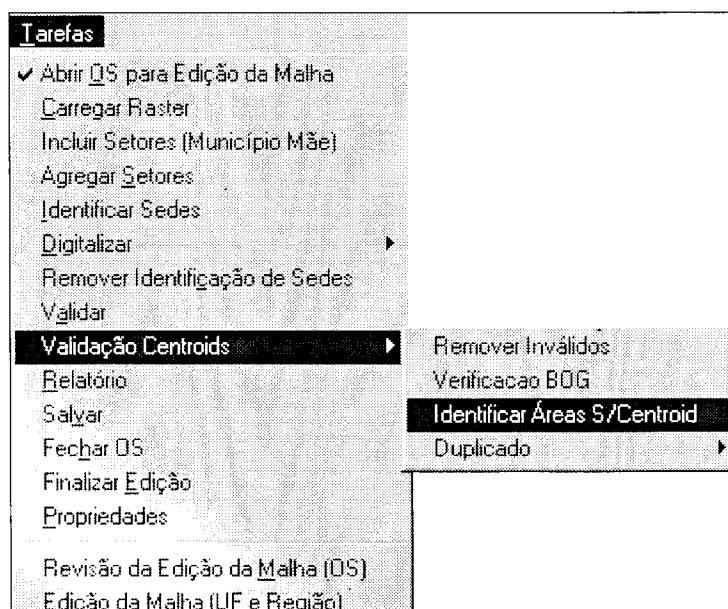 Tarefas
Abrir OS para Edição da Malha
Carregar Raster
Incluir Setores (Município Mãe)
Agregar Setores
Identificar Sedes
Digitalizar
Remover Identificação de Sedes
Validar
Validação Centroids
Relatório
Salvar
Fechar OS
Finalizar Edição
Propriedades
Revisão da Edição da Malha (OS)
Edição da Malha (UF e Região)
Remover Inválidos
Verificacao BOG
Identificar Áreas S/Centroid
Duplicado